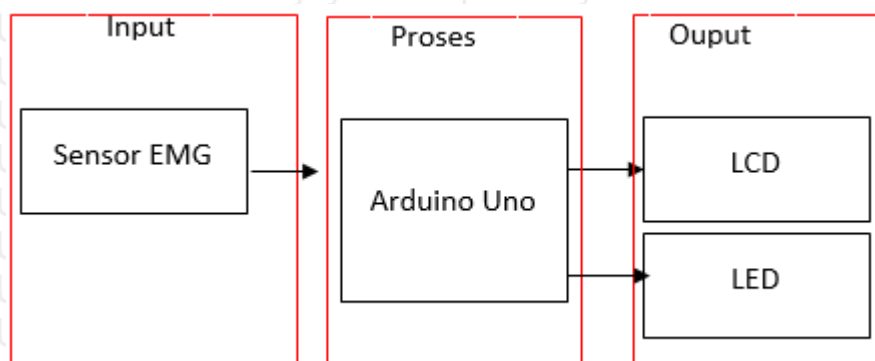 Input
Proses
Ouput
Sensor EMG
Arduino Uno
LCD
LED